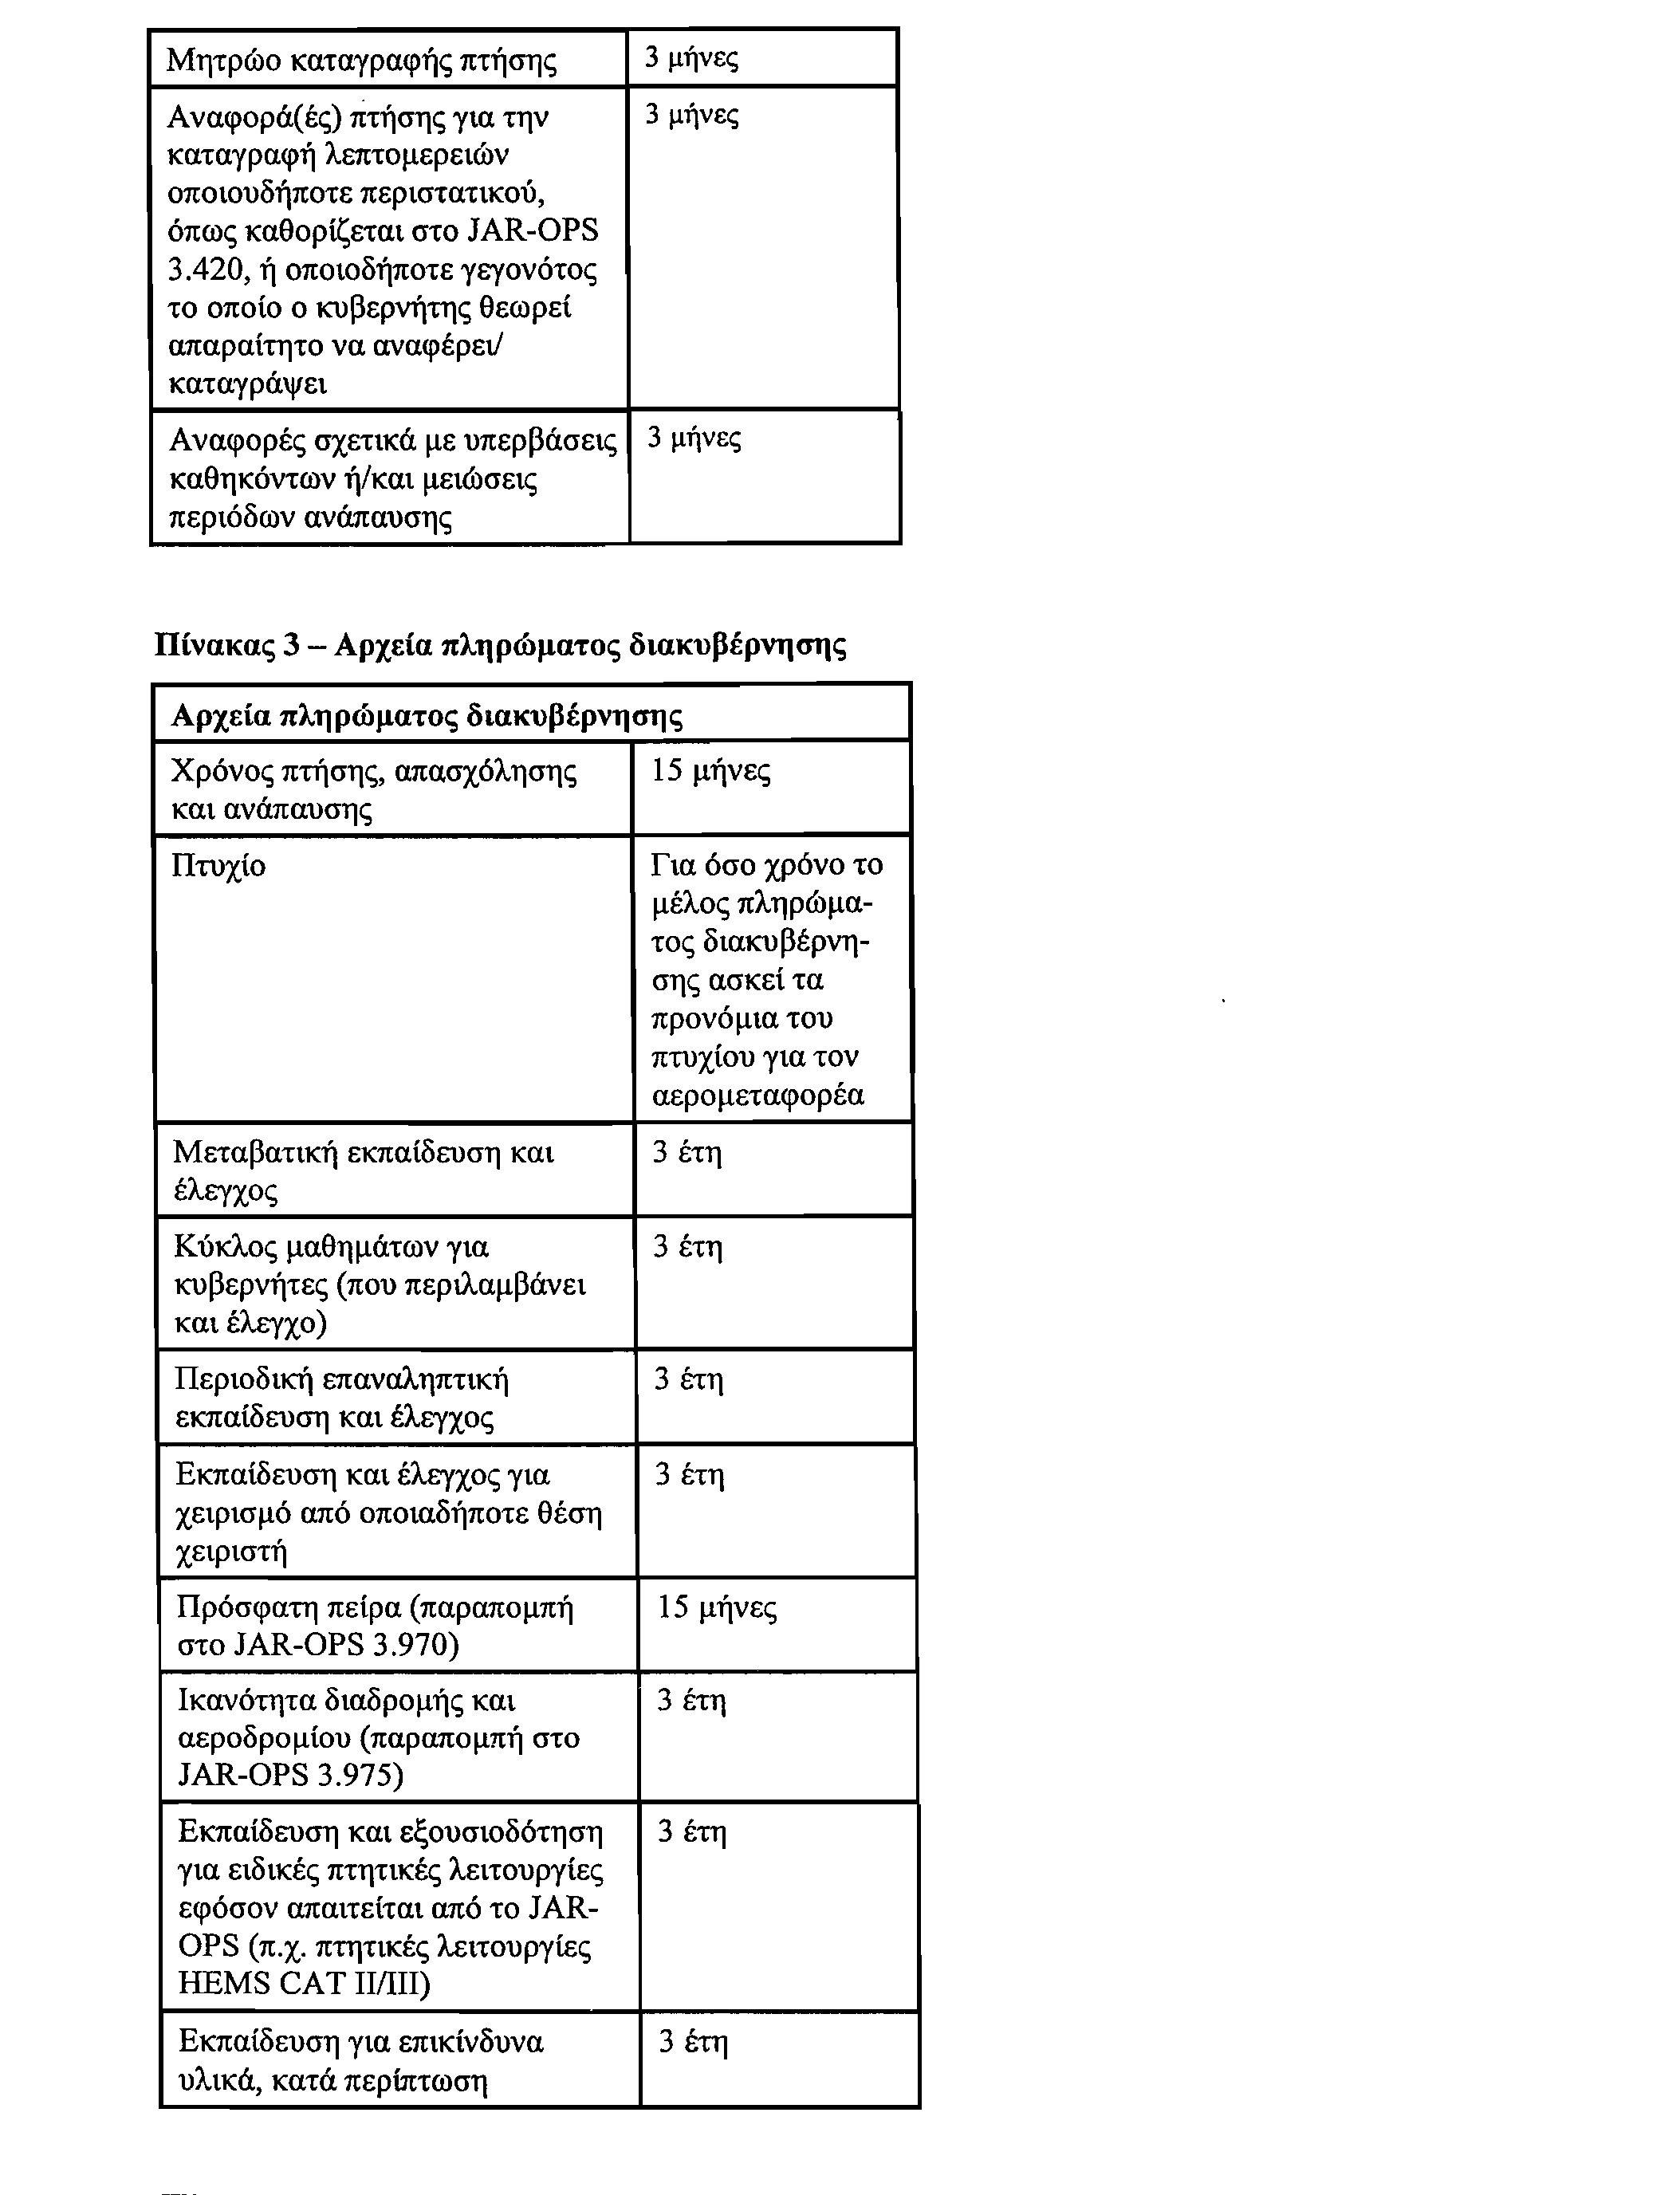 Μητρώο καταγραφής πτήσης
3 μήνες
Αναφορά(ές) πτήσης για την
καταγραφή λεπτομερειών
οποιουδήποτε περιστατικού,
όπως καθορίζεται στο JAR-OPS
3.420, ή οποιοδήποτε γεγονότος
το οποίο ο κυβερνήτης θεωρεί
απαραίτητο να αναφέρει/
καταγράψει
3 μήνες
Αναφορές σχετικά με υπερβάσεις
καθηκόντων ή/και μειώσεις
περιόδων ανάπαυσης
3 μήνες
Πίνακας 3 – Αρχεία πληρώματος διακυβέρνησης
Αρχεία πληρώματος διακυβέρνησης
Χρόνος πτήσης, απασχόλησης
και ανάπαυσης
15 μήνες
Πτυχίο
Για όσο χρόνο το
μέλος πληρώμα-
τος διακυβέρνη-
σης ασκεί τα
προνόμια του
πτυχίου για τον
αερομεταφορέα
Μεταβατική εκπαίδευση και
έλεγχος
3 έτη
Κύκλος μαθημάτων για
κυβερνήτες (που περιλαμβάνει
και έλεγχο)
3 έτη
Περιοδική επαναληπτική
εκπαίδευση και έλεγχος
3 έτη
Εκπαίδευση και έλεγχος για
χειρισμό από οποιαδήποτε θέση
χειριστή
3 έτη
Πρόσφατη πείρα (παραπομπή
στο JAR-OPS 3.970)
15 μήνες
Ικανότητα διαδρομής και
αεροδρομίου (παραπομπή στο
JAR-OPS 3.975)
3 έτη
Εκπαίδευση και εξουσιοδότηση
για ειδικές πτητικές λειτουργίες
εφόσον απαιτείται από το JAR-
OPS (π.χ. πτητικές λειτουργίες
HEMS CAT II/III)
3 έτη
Εκπαίδευση για επικίνδυνα
υλικά, κατά περίπτωση
3 έτη